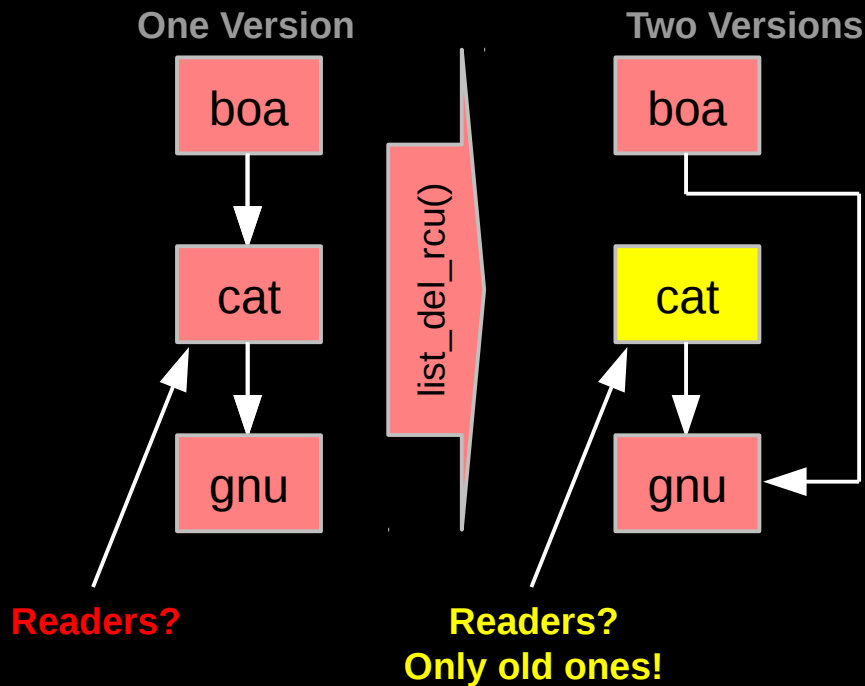 One Version
boa
cat
gnu
Readers?
list_del_rcu()
Two Versions
boa
cat
gnu
Readers?
Only old ones!